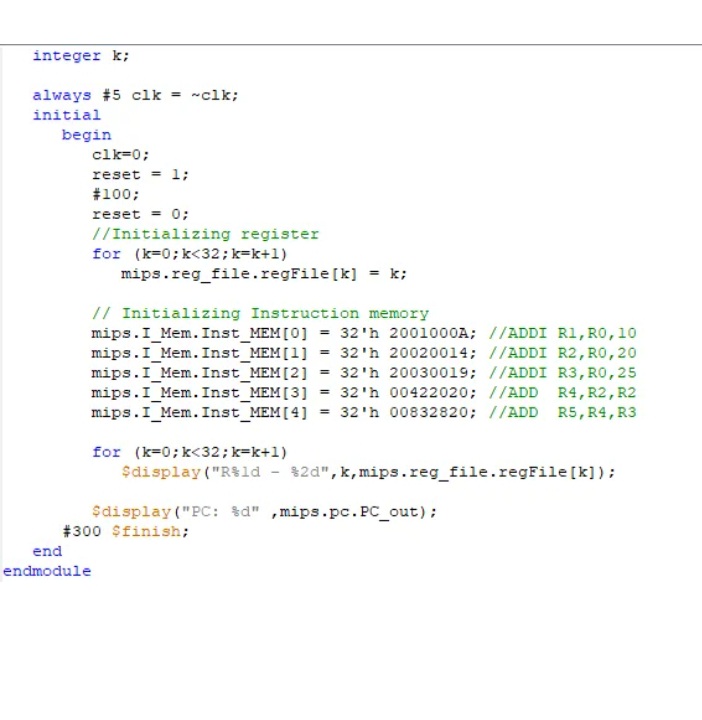 integer k;
always #5 clk = ~clk;
initial
begin
clk=0;
reset = 1;
#100;
reset = 0;
//Initializing register
for (k=0;k<32;k=k+1)
mips.reg_file.regFile[k] = k;
// Initializing Instruction memory
mips.I_Mem.Inst_MEM[0] = 32'h 2001000A; //ADDI R1,R0,10
mips.I_Mem.Inst_MEM[1] = 32'h 20020014; //ADDI R2,R0,20
mips.I_Mem.Inst_MEM[2] = 32'h 20030019; //ADDI R3,R0,25
mips.I_Mem.Inst_MEM[3] = 32'h 00422020; //ADD  R4,R2,R2
mips.I_Mem.Inst_MEM[4] = 32'h 00832820; //ADD  R5,R4,R3
for (k=0;k<32;k=k+1)
$display("R%1d - %2d",k,mips.reg_file.regFile[k]);
$display("PC: %d" ,mips.pc.PC_out);
#300 $finish;
end
endmodule